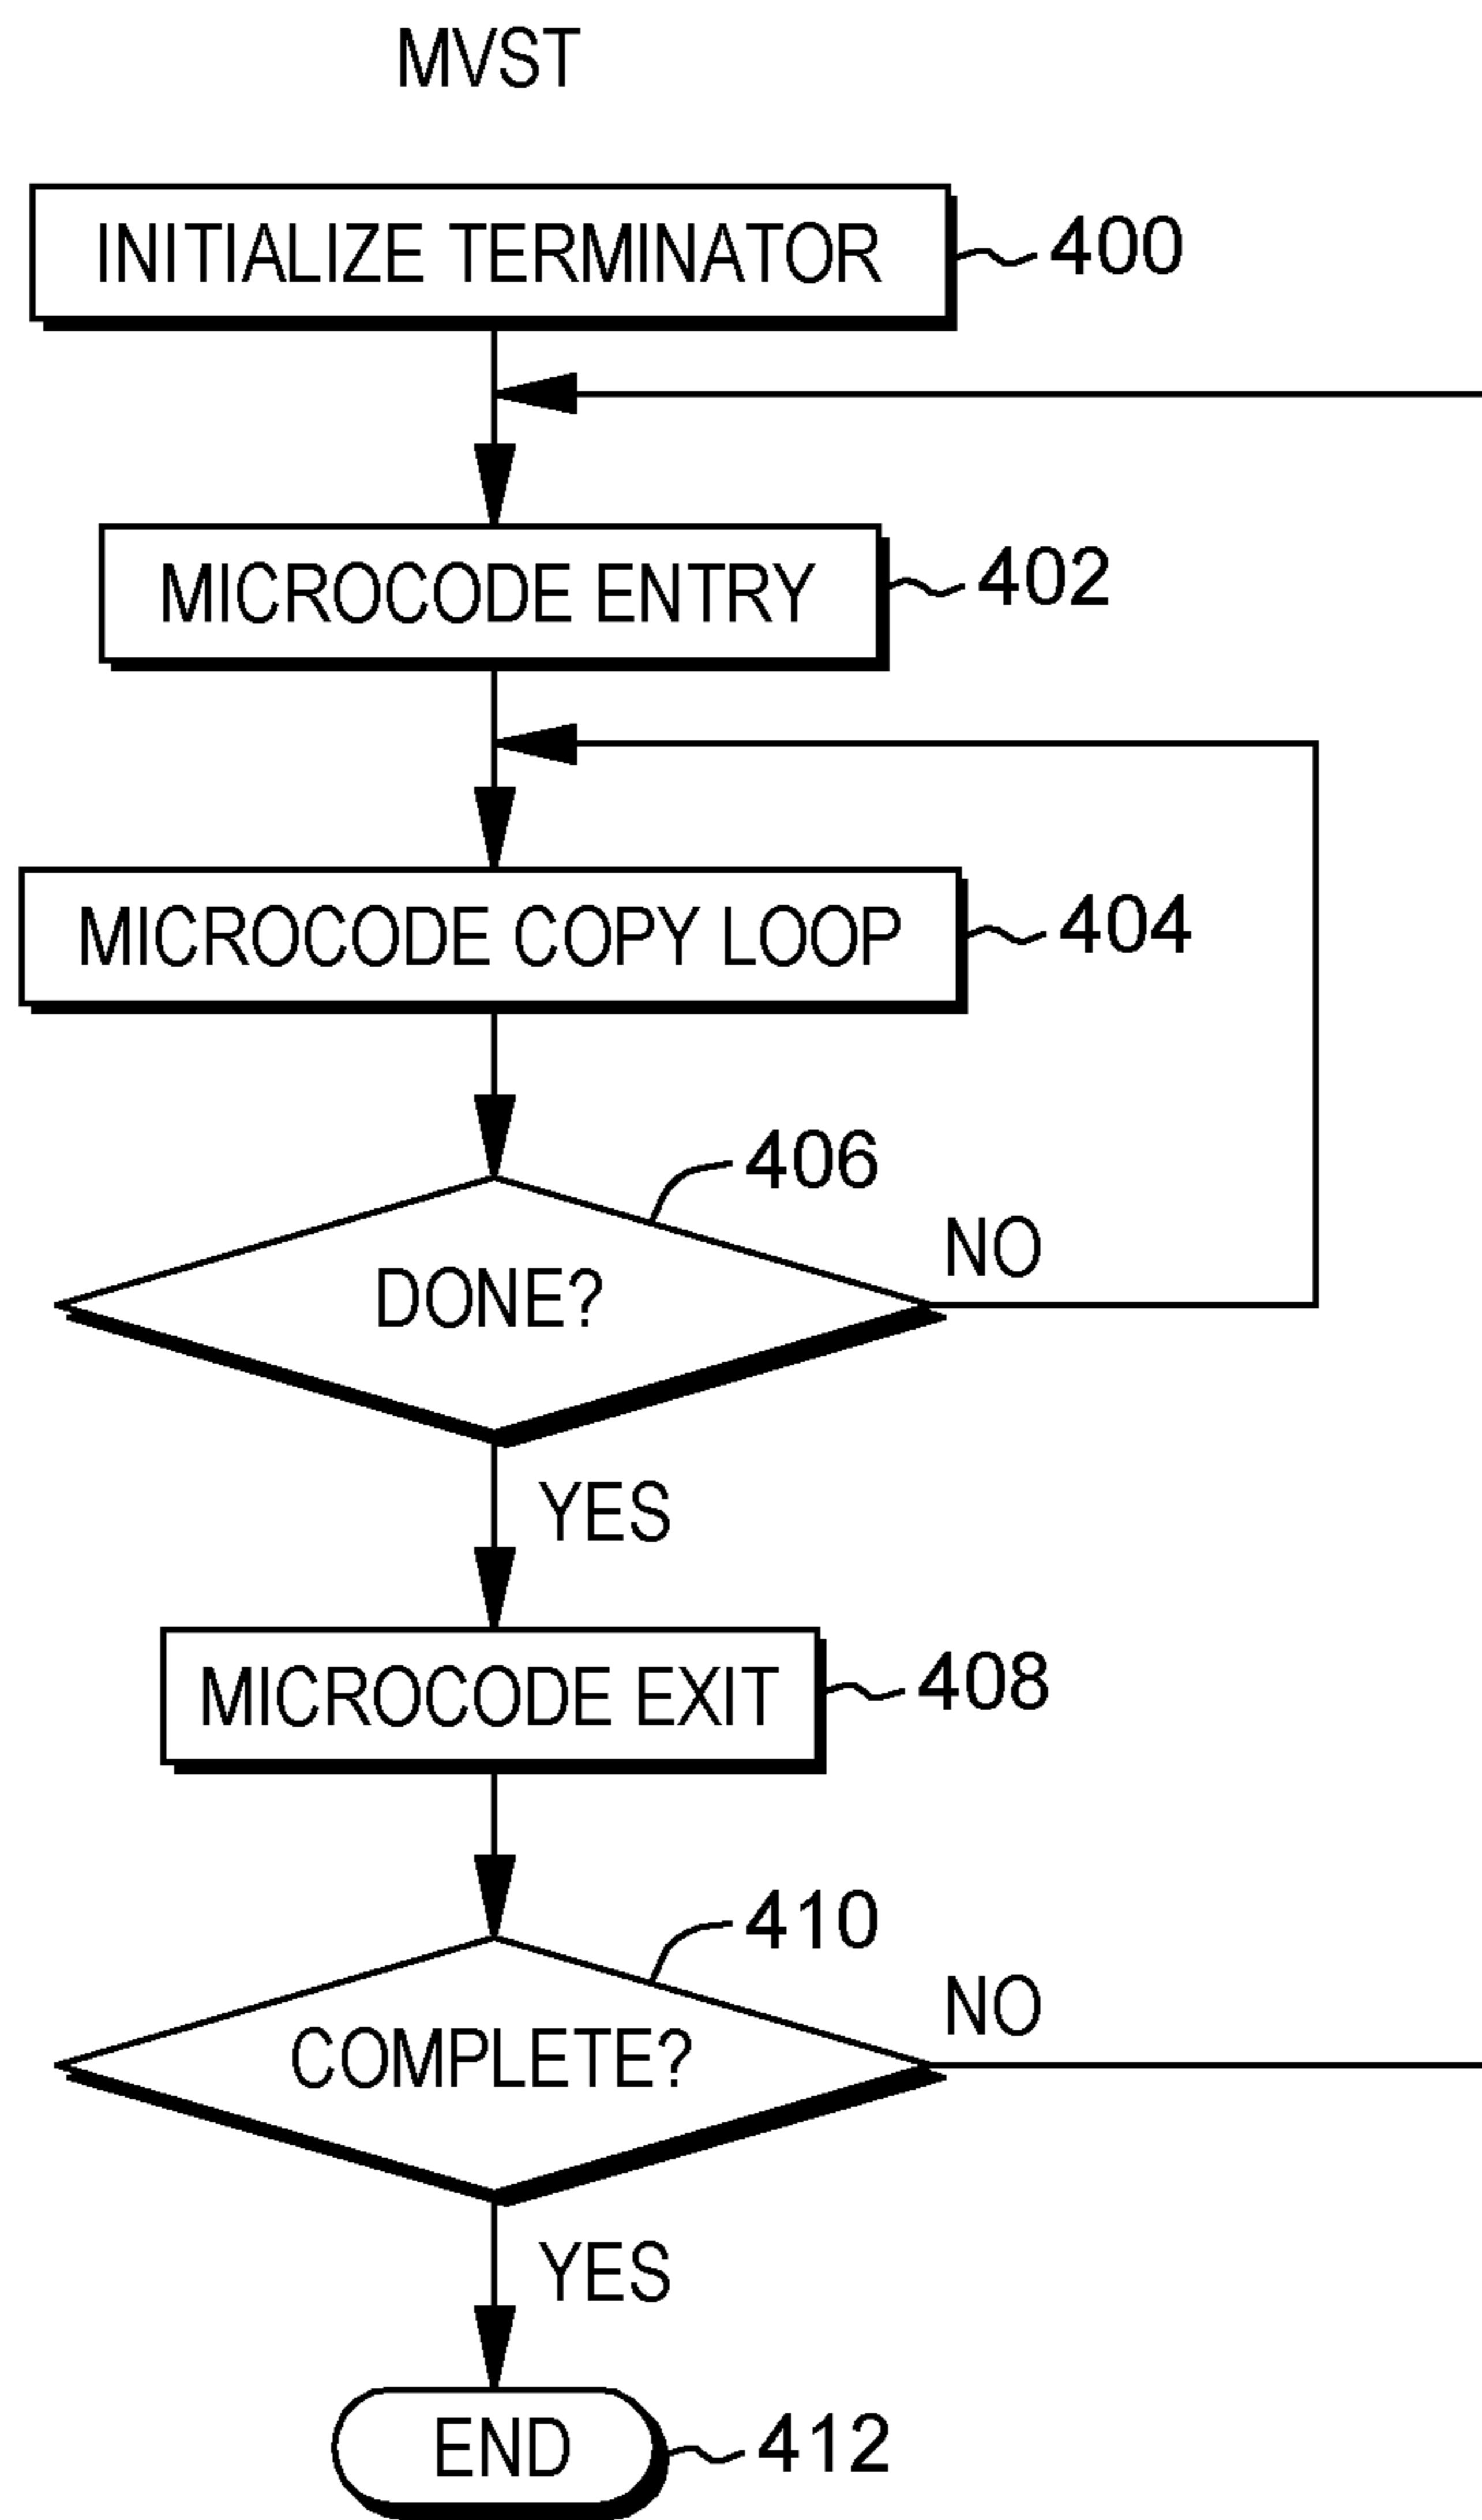 MVST
INITIALIZE TERMINATOR
400
MICROCODE ENTRY
402
MICROCODE COPY LOOP
404
406
DONE?
NO
YES
MICROCODE EXIT
408
410
COMPLETE?
NO
YES
END
412